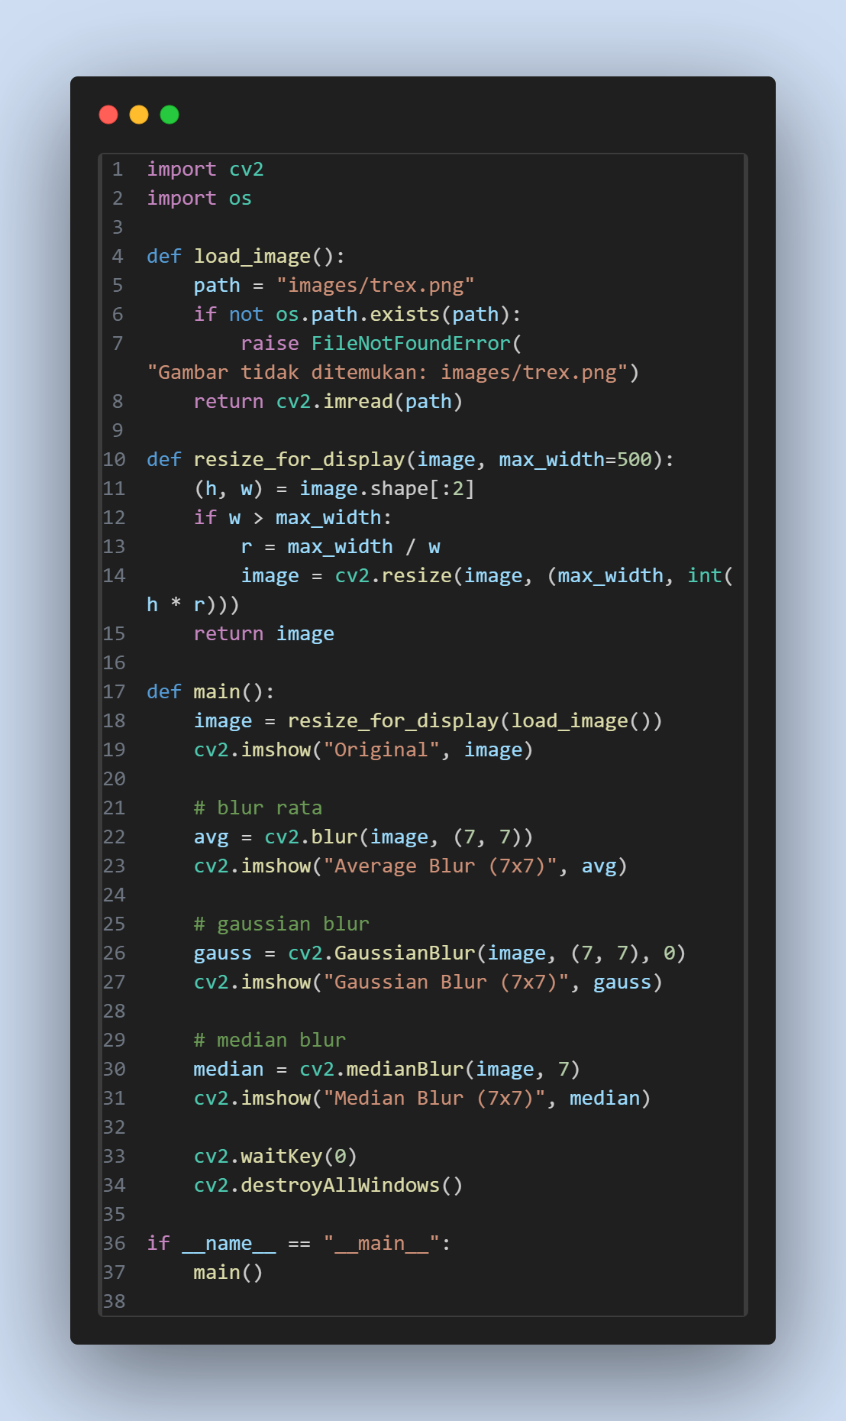 1 import cv2
2 import os
3
4 def load_image():
5     path = "images/trex.png"
6     if not os.path.exists(path):
7         raise FileNotFoundError(
"Gambar tidak ditemukan: images/trex.png")
8     return cv2.imread(path)
9
10 def resize_for_display(image, max_width=500):
11     (h, w) = image.shape[:2]
12     if w > max_width:
13         r = max_width / w
14         image = cv2.resize(image, (max_width, int(
h * r)))
15     return image
16
17 def main():
18     image = resize_for_display(load_image())
19     cv2.imshow("Original", image)
20
21     # blur rata
22     avg = cv2.blur(image, (7, 7))
23     cv2.imshow("Average Blur (7x7)", avg)
24
25     # gaussian blur
26     gauss = cv2.GaussianBlur(image, (7, 7), 0)
27     cv2.imshow("Gaussian Blur (7x7)", gauss)
28
29     # median blur
30     median = cv2.medianBlur(image, 7)
31     cv2.imshow("Median Blur (7x7)", median)
32
33     cv2.waitKey(0)
34     cv2.destroyAllWindows()
35
36 if __name__ == "__main__":
37     main()
38